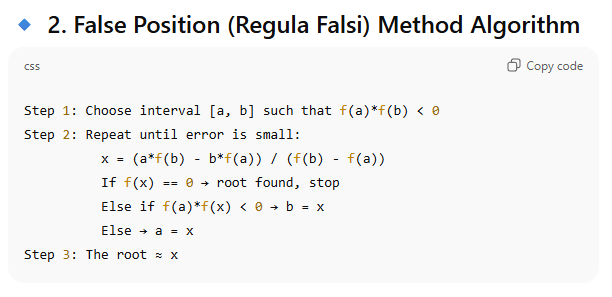 2. False Position (Regula Falsi) Method Algorithm
css
Copy code
Step 1: Choose interval [a, b] such that f(a)*f(b) < 0
Step 2: Repeat until error is small:
x = (a*f(b) - b*f(a)) / (f(b) - f(a))
If f(x) == 0 → root found, stop
Else if f(a)*f(x) < 0 → b = x
Else → a = x
Step 3: The root ≈ x